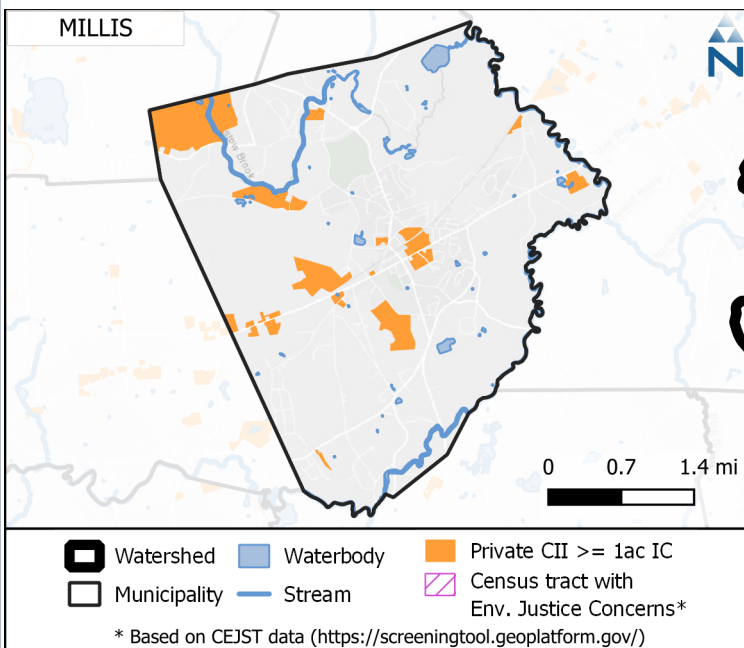 MILLIS
N
0 0.7 1.4 mi
Watershed
Waterbody
Private CII >= 1ac IC
Municipality
Stream
Census tract with
Env. Justice Concerns*
* Based on CEJST data (https://screeningtool.geoplatform.gov/)